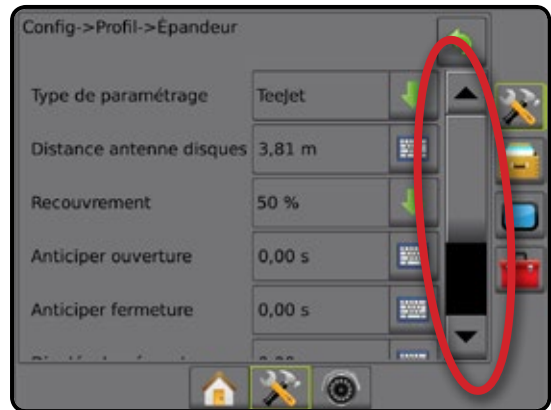 Config->Profil->Épandeur
Type de paramétrage TeeJet
Distance antenne disques 3,81 m
Recouvrement 50 %
Anticiper ouverture 0,00 s
Anticiper fermeture 0,00 s